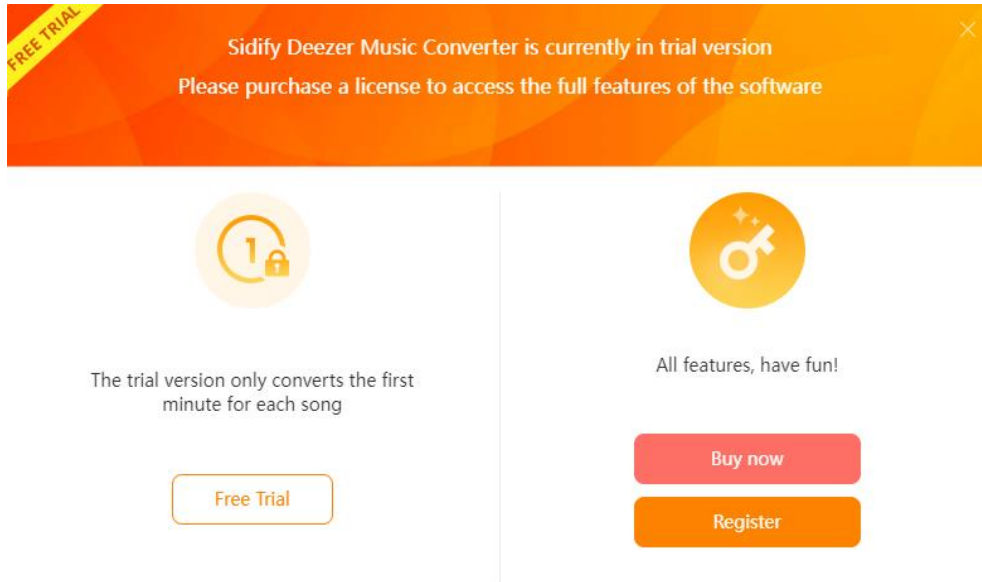 FREE TRIAL
Sidify Deezer Music Converter is currently in trial version
Please purchase a license to access the full features of the software
1
The trial version only converts the first
minute for each song
Free Trial
All features, have fun!
Buy now
Register